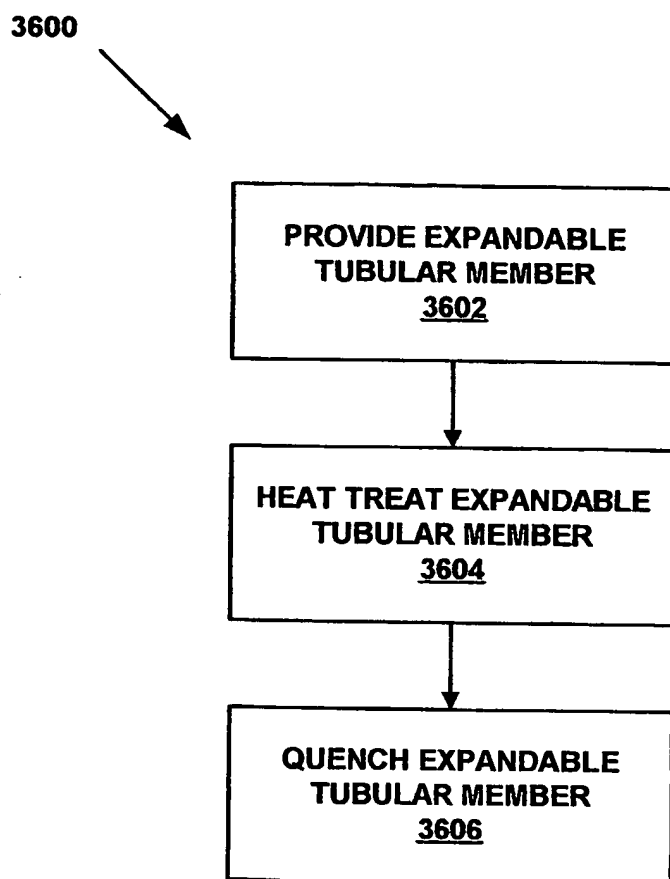 3600
PROVIDE EXPANDABLE
TUBULAR MEMBER
3602
HEAT TREAT EXPANDABLE
TUBULAR MEMBER
3604
QUENCH EXPANDABLE
TUBULAR MEMBER
3606